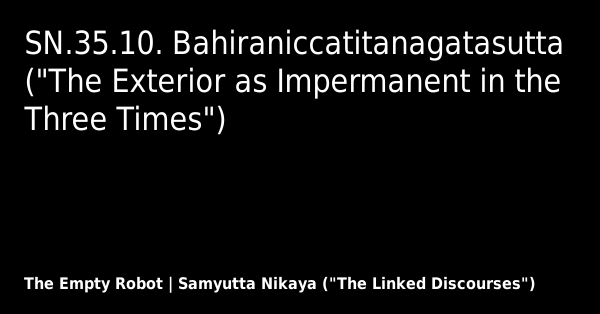 SN.35.10. Bahiraniccatitanagatasutta
("The Exterior as Impermanent in the
Three Times")
The Empty Robot | Samyutta Nikaya ("The Linked Discourses")